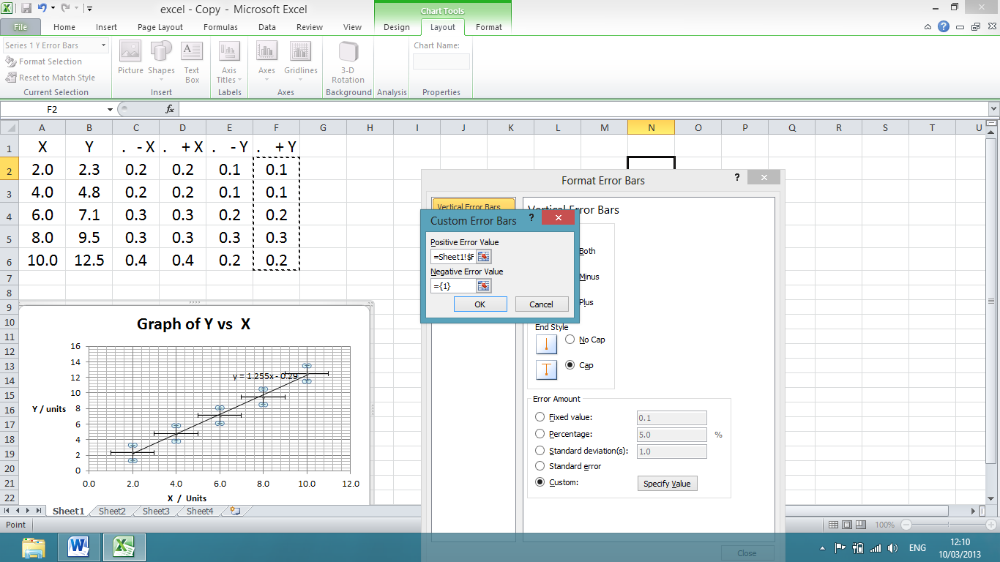 excel - Copy - Microsoft Excel
Chart Tools
File Home Insert Page Layout Formulas Data Review View Design Layout Format
Series 1 Y Error Bars
Format Selection
Reset to Match Style
Current Selection
Picture Shapes Text Box
Insert
Axis Titles
Labels
Axes Gridlines
Axes
3-D Rotation
Background
Analysis
Chart Name:
Properties
F2 fx
A B C D E F G H I J K L M N O P Q R S T U
1 X Y . - X . + X . - Y . + Y
2 2.0 2.3 0.2 0.2 0.1 0.1
3 4.0 4.8 0.2 0.2 0.1 0.1
4 6.0 7.1 0.3 0.3 0.2 0.2
5 8.0 9.5 0.3 0.3 0.3 0.3
6 10.0 12.5 0.4 0.4 0.2 0.2
7
8
9
10
11
12
13
14
15
16
17
18
19
20
21
22
Graph of Y vs X
16
14
12
10
8
6
4
2
0
y = 1.255x - 0.29
Y / units
0.0 2.0 4.0 6.0 8.0 10.0 12.0
X / Units
Format Error Bars
?
Vertical Error Bars
Vertical Error Bars
Custom Error Bars
?
Positive Error Value
=Sheet1!$F
Negative Error Value
={1}
OK Cancel
Both
Minus
Plus
End Style
No Cap
Cap
Error Amount
Fixed value: 0.1
Percentage: 5.0 %
Standard deviation(s): 1.0
Standard error
Custom: Specify Value
Close
Sheet1 Sheet2 Sheet3 Sheet4
Point
100%
ENG
12:10
10/03/2013